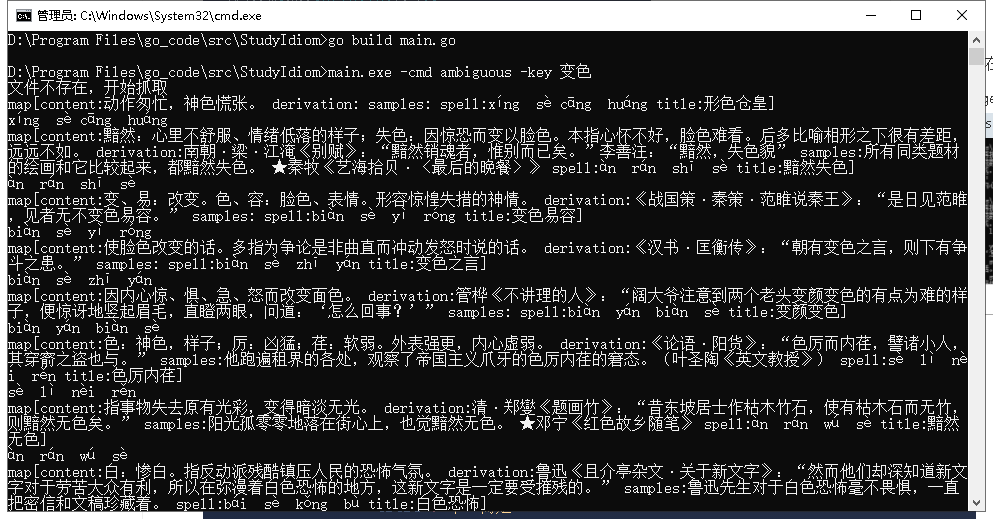 管理员: C:\Windows\System32\cmd.exe
D:\Program Files\go_code\src\StudyIdiom>go build main.go
D:\Program Files\go_code\src\StudyIdiom>main.exe -cmd ambiguous -key 变色
文件不存在，开始抓取
map[content:动作匆忙，神色慌张。 derivation: samples: spell:xíng  sè cāng  huáng title:形色仓皇]
xíng  sè cāng  huáng
map[content:黯然：心里不舒服、情绪低落的样子；失色：因惊恐而变以脸色。本指心怀不好，脸色难看。后多比喻相形之下很有差距，
远远不如。 derivation:南朝·梁·江淹《别赋》：“黯然销魂者，惟别而已矣。”李善注：“黯然，失色貌” samples:所有同类题材
的绘画和它比较起来，都黯然失色。 ★秦牧《艺海拾贝·〈最后的晚餐〉》 spell:àn  rán  shī  sè title:黯然失色]
àn  rán  shī  sè
map[content:变、易：改变。色、容：脸色、表情。形容惊惶失措的神情。 derivation:《战国策·秦策·范雎说秦王》：“是日见范雎
，见者无不变色易容。” samples: spell:biàn  sè  yì  róng title:变色易容]
biàn  sè  yì  róng
map[content:使脸色改变的话。多指为争论是非曲直而冲动发怒时说的话。 derivation:《汉书·匡衡传》：“朝有变色之言，则下有争
斗之患。” samples: spell:biàn  sè  zhī  yán title:变色之言]
biàn  sè  zhī  yán
map[content:因内心惊、惧、急、怒而改变面色。 derivation:管桦《不讲理的人》：“阔大爷注意到两个老头变颜变色的有点为难的样
子，便惊讶地竖起眉毛，直瞪两眼，问道：‘怎么回事？’” samples: spell:biàn  yán  biàn  sè title:变颜变色]
biàn  yán  biàn  sè
map[content:色：神色，样子；厉：凶猛；荏：软弱。外表强更，内心虚弱。 derivation:《论语·阳货》：“色厉而内荏，譬诸小人，
其穿窬之盗也与。” samples:他跑遍租界的各处，观察了帝国主义爪牙的色厉内荏的窘态。（叶圣陶《英文教授》） spell:sè  lì  nè
i  rěn title:色厉内荏]
sè  lì  nèi  rěn
map[content:指事物失去原有光彩，变得暗淡无光。 derivation:清·郑燮《题画竹》：“昔东坡居士作枯木竹石，使有枯木石而无竹，
则黯然无色矣。” samples:阳光孤零零地落在街心上，也觉黯然无色。 ★邓宁《红色故乡随笔》 spell:àn  rán  wú  sè title:黯然
无色]
àn  rán  wú  sè
map[content:白：惨白。指反动派残酷镇压人民的恐怖气氛。 derivation:鲁迅《且介亭杂文·关于新文字》：“然而他们却深知道新文
字对于劳苦大众有利，所以在弥漫着白色恐怖的地方，这新文字是一定要受摧残的。” samples:鲁迅先生对于白色恐怖毫不畏惧，一直
把密信和文稿珍藏着。 spell:bái  sè  kǒng  bù title:白色恐怖]